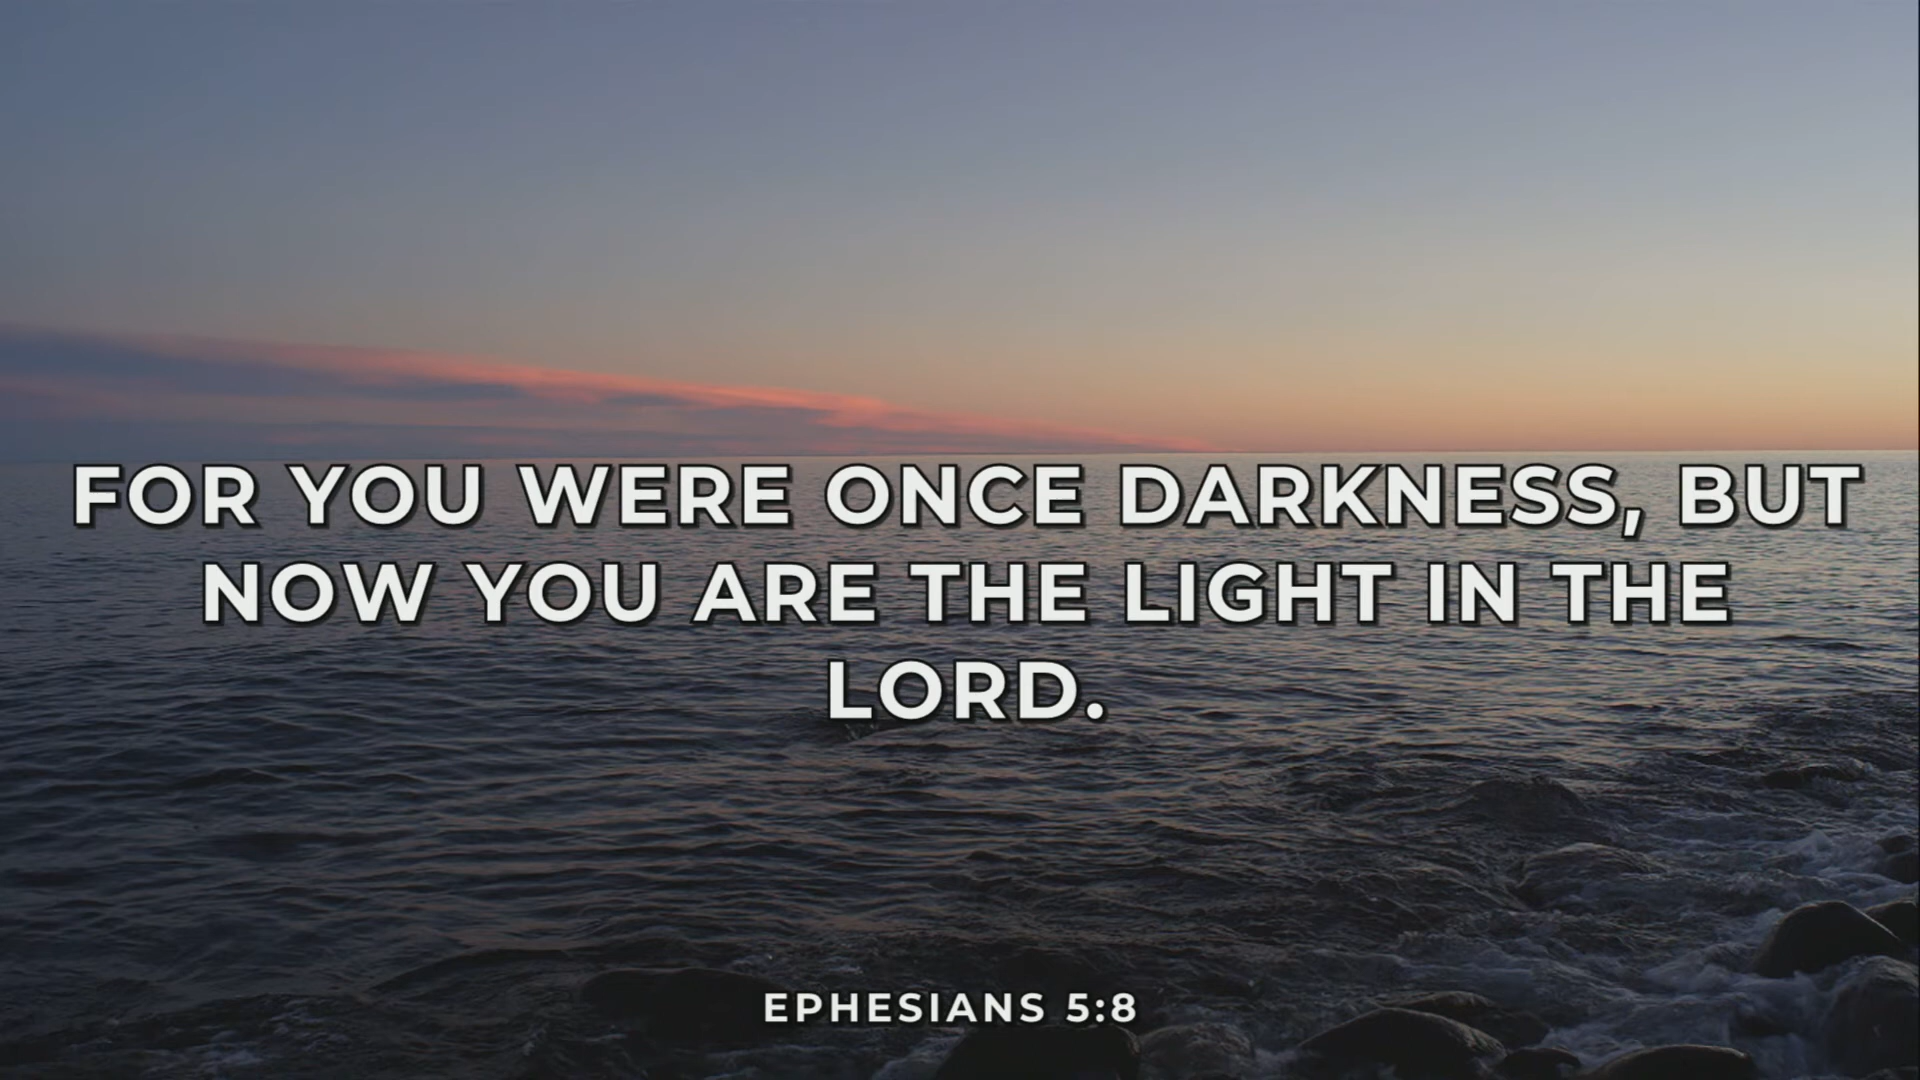 FOR YOU WERE ONCE DARKNESS, BUT
NOW YOU ARE THE LIGHT IN THE
LORD.
EPHESIANS 5:8